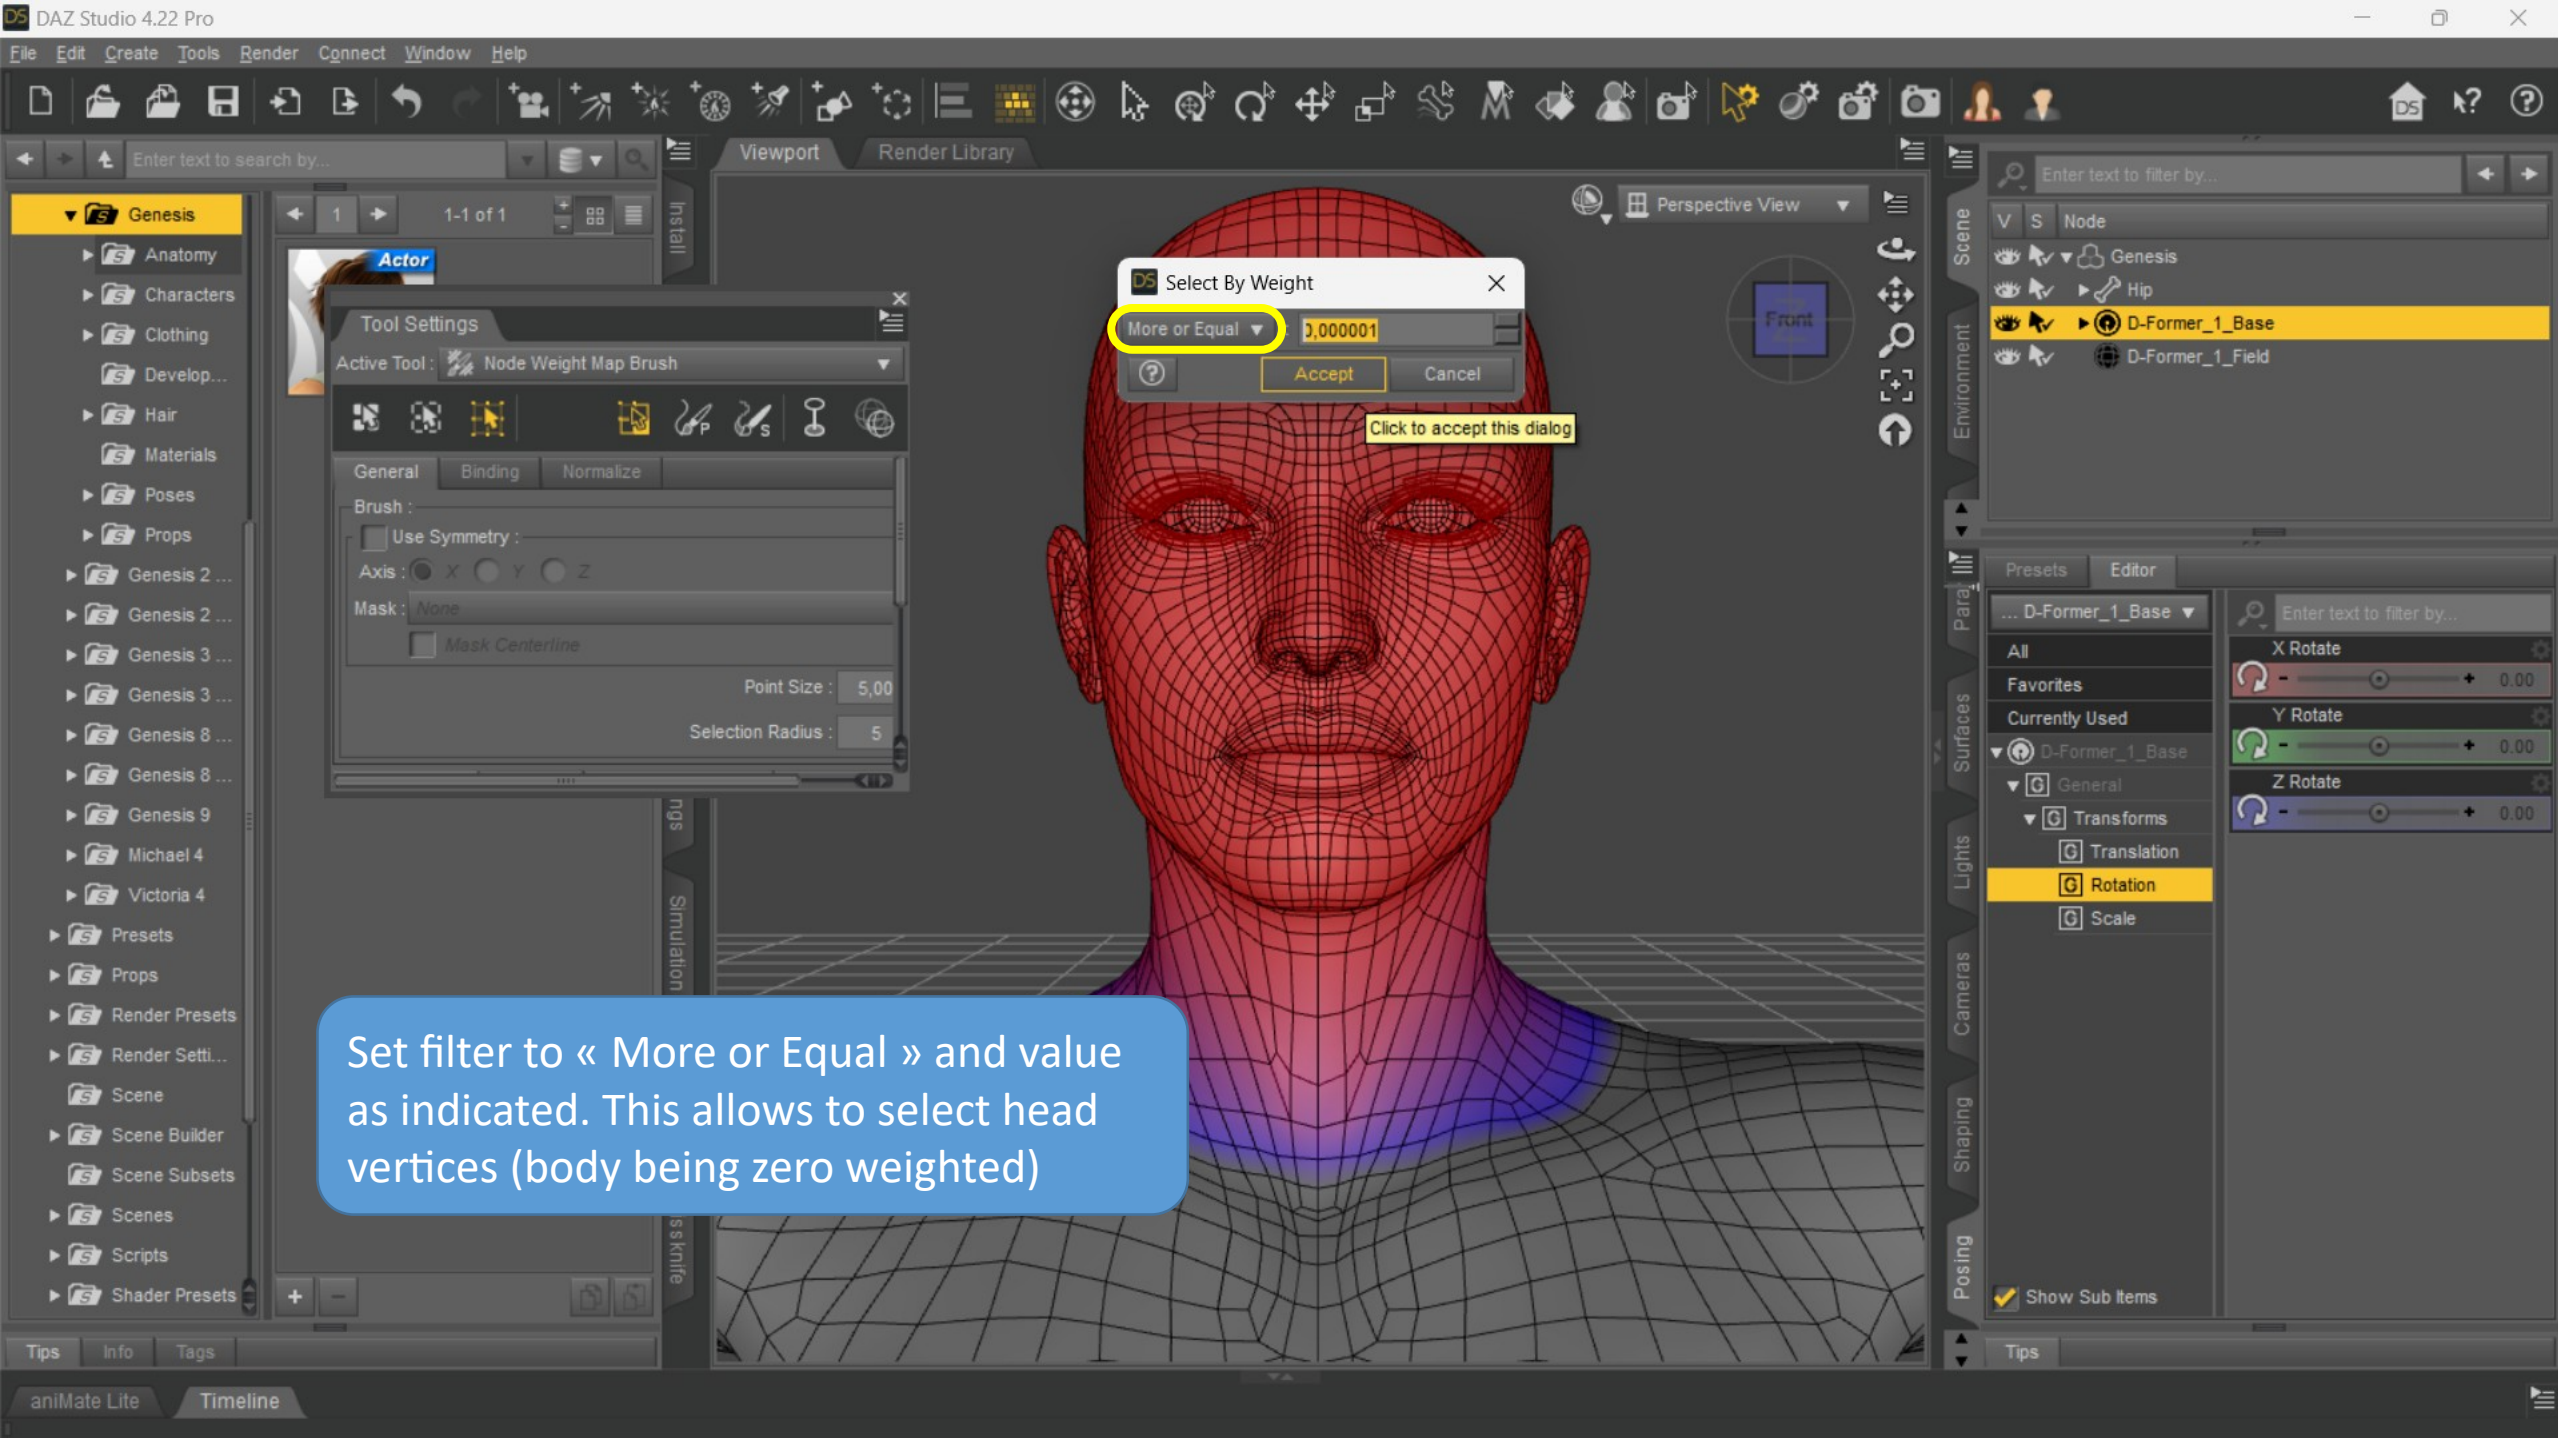 DS DAZ Studio 4.22 Pro
File Edit Create Tools Render Connect Window Help
DS
Enter text to search by...
Viewport
Render Library
Enter text to filter by...
Genesis
Anatomy
Characters
Clothing
Develop...
Hair
Materials
Poses
Props
Genesis 2 ...
Genesis 2 ...
Genesis 3 ...
Genesis 3 ...
Genesis 8 ...
Genesis 8 ...
Genesis 9
Michael 4
Victoria 4
Presets
Props
Render Presets
Render Setti...
Scene
Scene Builder
Scene Subsets
Scenes
Scripts
Shader Presets
1
1-1 of 1
Actor
Install
Simulation
Tool Settings
Active Tool : Node Weight Map Brush
General Binding Normalize
Brush :
Use Symmetry :
Axis : X Y Z
Mask : None
Mask Centerline
Point Size : 5,00
Selection Radius : 5
Perspective View
Front
DS Select By Weight
More or Equal : 0,000001
Accept Cancel
Click to accept this dialog
Set filter to « More or Equal » and value
as indicated. This allows to select head
vertices (body being zero weighted)
Scene
Environment
V S Node
Genesis
Hip
D-Former_1_Base
D-Former_1_Field
Surfaces
Lights
Cameras
Shaping
Posing
Presets Editor
... D-Former_1_Base
Enter text to filter by...
All
Favorites
Currently Used
D-Former_1_Base
G General
G Transforms
G Translation
G Rotation
G Scale
X Rotate
- + 0.00
Y Rotate
- + 0.00
Z Rotate
- + 0.00
Show Sub Items
Tips
Tips Info Tags
aniMate Lite Timeline